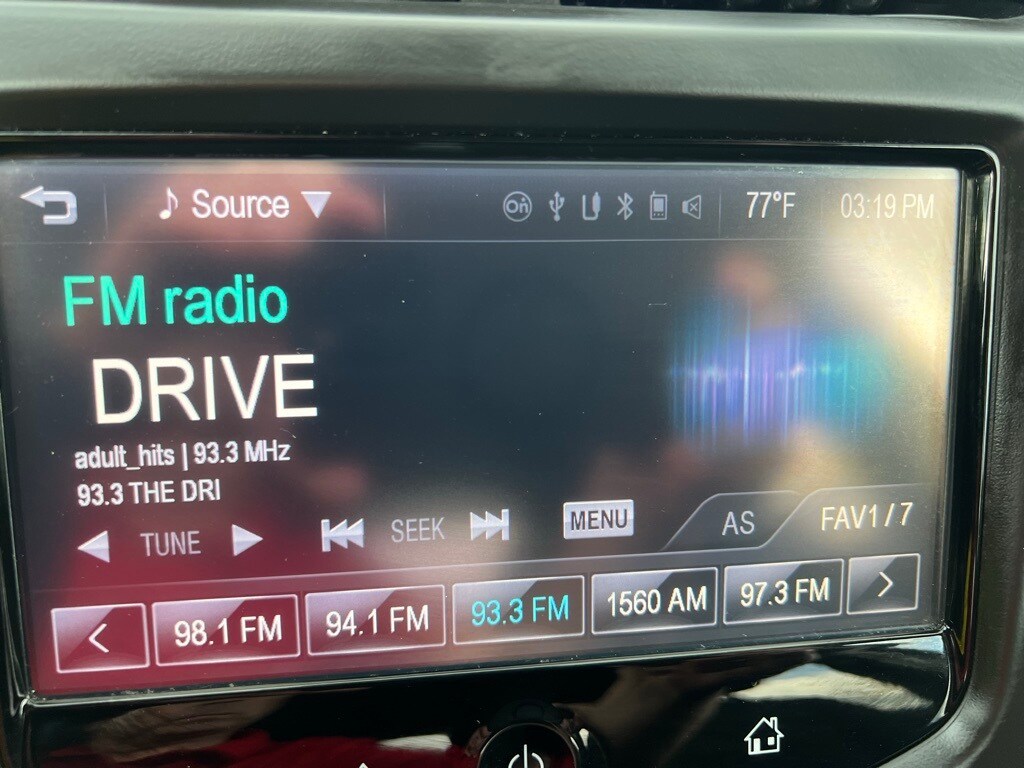 Source
On
77°F
03:19 PM
FM radio
DRIVE
adult_hits | 93.3 MHz
93.3 THE DRI
TUNE
SEEK
MENU
AS
FAV1 / 7
98.1 FM
94.1 FM
93.3 FM
1560 AM
97.3 FM